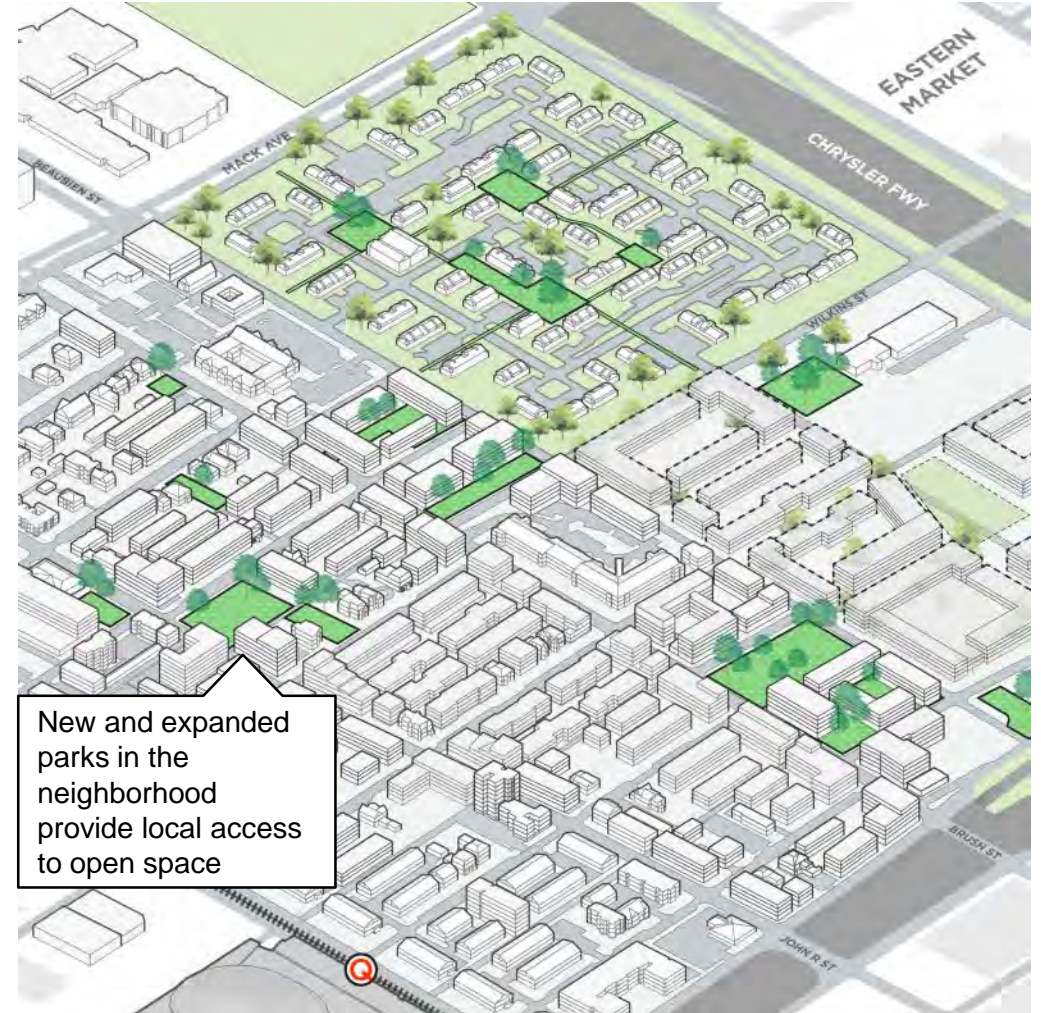 EASTERN
MARKET
CHRYSLER FWY
MACK AVE
BEAUBIEN ST
WILKINS ST
New and expanded
parks in the
neighborhood
provide local access
to open space
BRUSN ST
JOHN R ST
Q